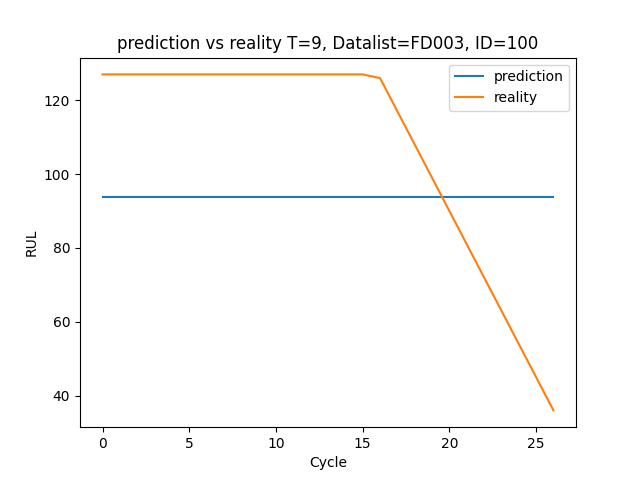 prediction vs reality T=9, Datalist=FD003, ID=100
prediction
reality
120
100
80
60
40
RUL
0 5 10 15 20 25
Cycle